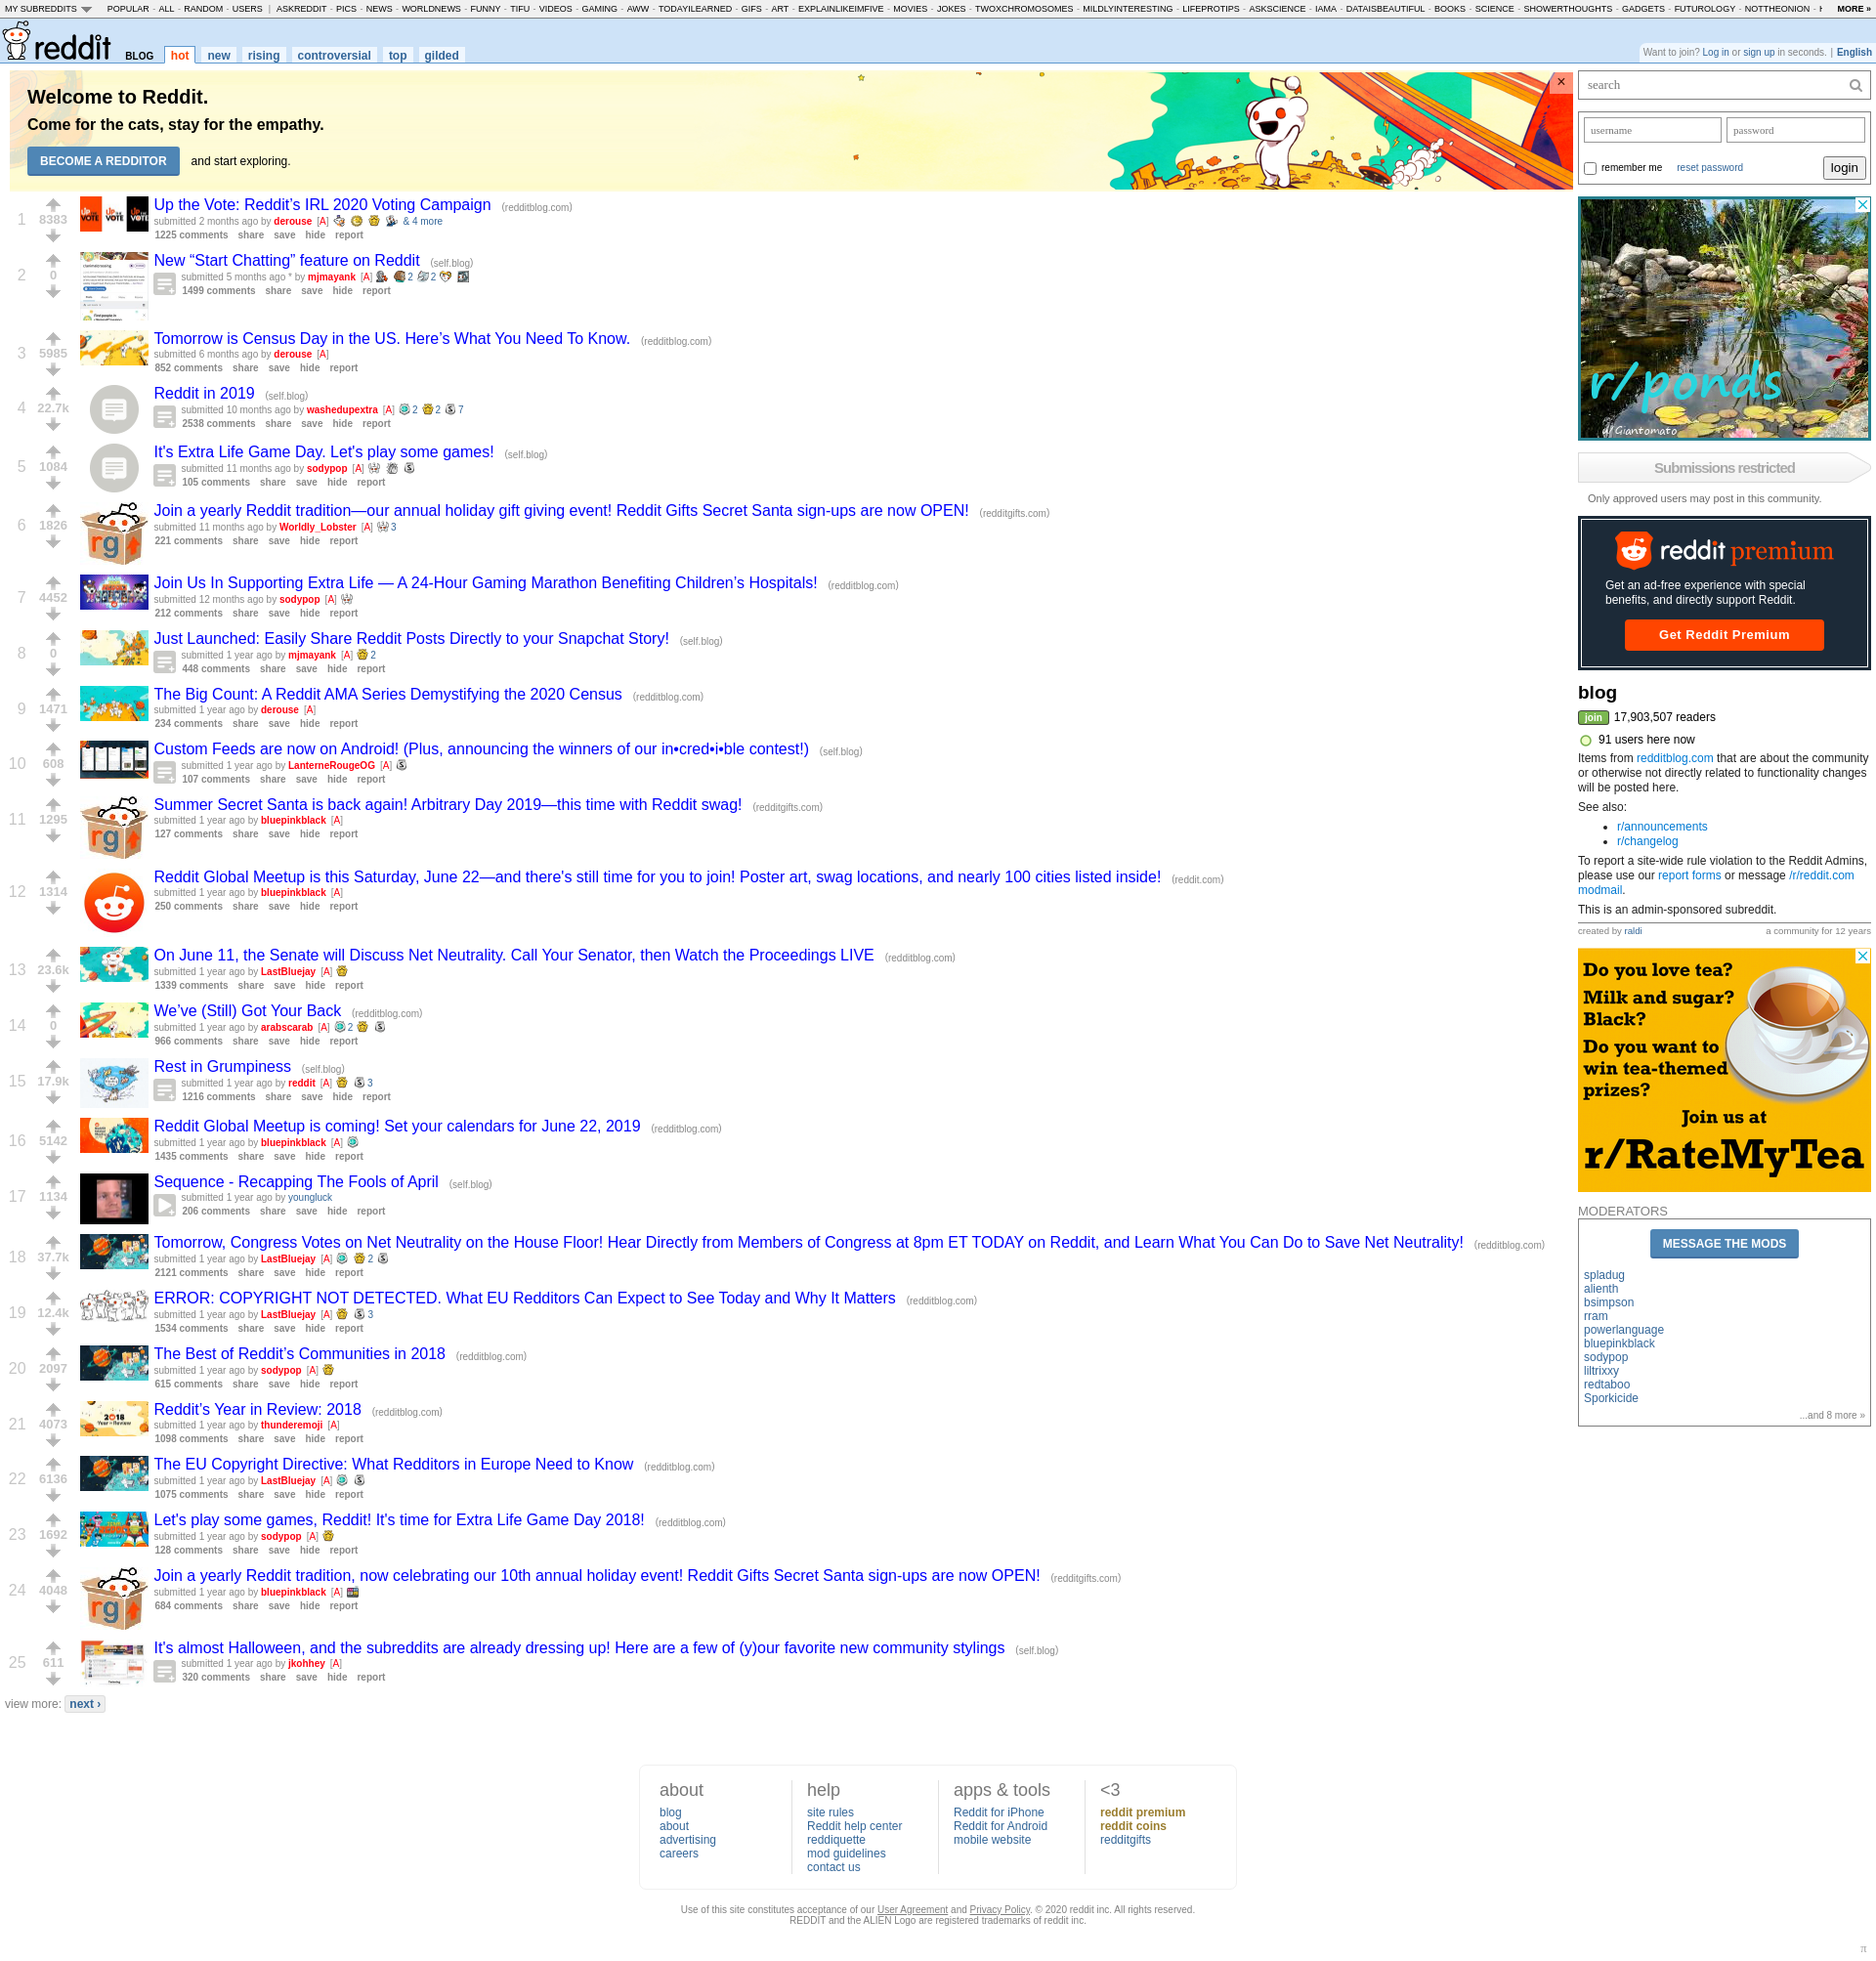 MY SUBREDDITS POPULAR - ALL - RANDOM - USERS | ASKREDDIT - PICS - NEWS - WORLDNEWS - FUNNY - TIFU - VIDEOS - GAMING - AWW - TODAYILEARNED - GIFS - ART - EXPLAINLIKEIMFIVE - MOVIES - JOKES - TWOXCHROMOSOMES - MILDLYINTERESTING - LIFEPROTIPS - ASKSCIENCE - IAMA - DATAISBEAUTIFUL - BOOKS - SCIENCE - SHOWERTHOUGHTS - GADGETS - FUTUROLOGY - NOTTHEONION - MORE »
reddit BLOG hot new rising controversial top gilded
Want to join? Log in or sign up in seconds. | English
Welcome to Reddit.
Come for the cats, stay for the empathy.
BECOME A REDDITOR and start exploring.
1 8383 Up the Vote: Reddit’s IRL 2020 Voting Campaign (redditblog.com)
submitted 2 months ago by derouse [A] & 4 more
1225 comments share save hide report
2 0 New “Start Chatting” feature on Reddit (self.blog)
submitted 5 months ago * by mjmayank [A] 2 2
1499 comments share save hide report
3 5985 Tomorrow is Census Day in the US. Here’s What You Need To Know. (redditblog.com)
submitted 6 months ago by derouse [A]
852 comments share save hide report
4 22.7k Reddit in 2019 (self.blog)
submitted 10 months ago by washedupextra [A] 2 2 7
2538 comments share save hide report
5 1084 It's Extra Life Game Day. Let's play some games! (self.blog)
submitted 11 months ago by sodypop [A]
105 comments share save hide report
6 1826 Join a yearly Reddit tradition—our annual holiday gift giving event! Reddit Gifts Secret Santa sign-ups are now OPEN! (redditgifts.com)
submitted 11 months ago by Worldly_Lobster [A] 3
221 comments share save hide report
7 4452 Join Us In Supporting Extra Life — A 24-Hour Gaming Marathon Benefiting Children’s Hospitals! (redditblog.com)
submitted 12 months ago by sodypop [A]
212 comments share save hide report
8 0 Just Launched: Easily Share Reddit Posts Directly to your Snapchat Story! (self.blog)
submitted 1 year ago by mjmayank [A] 2
448 comments share save hide report
9 1471 The Big Count: A Reddit AMA Series Demystifying the 2020 Census (redditblog.com)
submitted 1 year ago by derouse [A]
234 comments share save hide report
10 608 Custom Feeds are now on Android! (Plus, announcing the winners of our in•cred•i•ble contest!) (self.blog)
submitted 1 year ago by LanterneRougeOG [A]
107 comments share save hide report
11 1295 Summer Secret Santa is back again! Arbitrary Day 2019—this time with Reddit swag! (redditgifts.com)
submitted 1 year ago by bluepinkblack [A]
127 comments share save hide report
12 1314 Reddit Global Meetup is this Saturday, June 22—and there's still time for you to join! Poster art, swag locations, and nearly 100 cities listed inside! (reddit.com)
submitted 1 year ago by bluepinkblack [A]
250 comments share save hide report
13 23.6k On June 11, the Senate will Discuss Net Neutrality. Call Your Senator, then Watch the Proceedings LIVE (redditblog.com)
submitted 1 year ago by LastBluejay [A]
1339 comments share save hide report
14 0 We’ve (Still) Got Your Back (redditblog.com)
submitted 1 year ago by arabscarab [A] 2
966 comments share save hide report
15 17.9k Rest in Grumpiness (self.blog)
submitted 1 year ago by reddit [A] 3
1216 comments share save hide report
16 5142 Reddit Global Meetup is coming! Set your calendars for June 22, 2019 (redditblog.com)
submitted 1 year ago by bluepinkblack [A]
1435 comments share save hide report
17 1134 Sequence - Recapping The Fools of April (self.blog)
submitted 1 year ago by youngluck
206 comments share save hide report
18 37.7k Tomorrow, Congress Votes on Net Neutrality on the House Floor! Hear Directly from Members of Congress at 8pm ET TODAY on Reddit, and Learn What You Can Do to Save Net Neutrality! (redditblog.com)
submitted 1 year ago by LastBluejay [A] 2
2121 comments share save hide report
19 12.4k ERROR: COPYRIGHT NOT DETECTED. What EU Redditors Can Expect to See Today and Why It Matters (redditblog.com)
submitted 1 year ago by LastBluejay [A] 3
1534 comments share save hide report
20 2097 The Best of Reddit’s Communities in 2018 (redditblog.com)
submitted 1 year ago by sodypop [A]
615 comments share save hide report
21 4073 Reddit’s Year in Review: 2018 (redditblog.com)
submitted 1 year ago by thunderemoji [A]
1098 comments share save hide report
22 6136 The EU Copyright Directive: What Redditors in Europe Need to Know (redditblog.com)
submitted 1 year ago by LastBluejay [A]
1075 comments share save hide report
23 1692 Let's play some games, Reddit! It's time for Extra Life Game Day 2018! (redditblog.com)
submitted 1 year ago by sodypop [A]
128 comments share save hide report
24 4048 Join a yearly Reddit tradition, now celebrating our 10th annual holiday event! Reddit Gifts Secret Santa sign-ups are now OPEN! (redditgifts.com)
submitted 1 year ago by bluepinkblack [A]
684 comments share save hide report
25 611 It's almost Halloween, and the subreddits are already dressing up! Here are a few of (y)our favorite new community stylings (self.blog)
submitted 1 year ago by jkohhey [A]
320 comments share save hide report
view more: next ›
search
username password
remember me reset password login
r/ponds
u/Giantomato
Submissions restricted
Only approved users may post in this community.
reddit premium
Get an ad-free experience with special
benefits, and directly support Reddit.
Get Reddit Premium
blog
join 17,903,507 readers
91 users here now
Items from redditblog.com that are about the community
or otherwise not directly related to functionality changes
will be posted here.
See also:
• r/announcements
• r/changelog
To report a site-wide rule violation to the Reddit Admins,
please use our report forms or message /r/reddit.com
modmail.
This is an admin-sponsored subreddit.
created by raldi a community for 12 years
Do you love tea?
Milk and sugar?
Black?
Do you want to
win tea-themed
prizes?
Join us at
r/RateMyTea
MODERATORS
MESSAGE THE MODS
spladug
alienth
bsimpson
rram
powerlanguage
bluepinkblack
sodypop
liltrixxy
redtaboo
Sporkicide
...and 8 more »
about
blog
about
advertising
careers
help
site rules
Reddit help center
reddiquette
mod guidelines
contact us
apps & tools
Reddit for iPhone
Reddit for Android
mobile website
<3
reddit premium
reddit coins
redditgifts
Use of this site constitutes acceptance of our User Agreement and Privacy Policy. © 2020 reddit inc. All rights reserved.
REDDIT and the ALIEN Logo are registered trademarks of reddit inc.
π